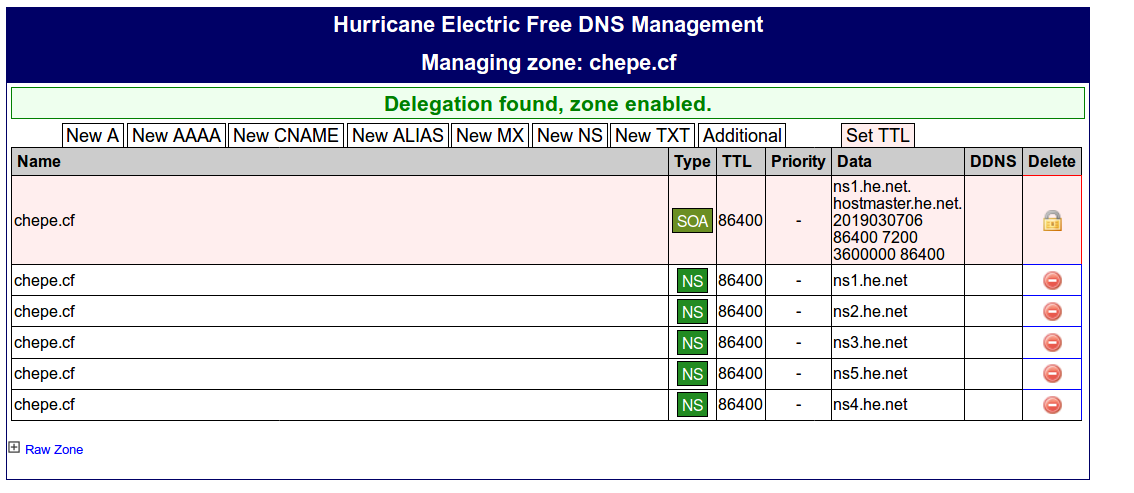 Hurricane Electric Free DNS Management
Managing zone: chepe.cf
Delegation found, zone enabled.
New A New AAAA New CNAME New ALIAS New MX New NS New TXT Additional Set TTL
Name Type TTL Priority Data DDNS Delete
chepe.cf SOA 86400 - ns1.he.net.
hostmaster.he.net.
2019030706
86400 7200
3600000 86400
chepe.cf NS 86400 - ns1.he.net
chepe.cf NS 86400 - ns2.he.net
chepe.cf NS 86400 - ns3.he.net
chepe.cf NS 86400 - ns5.he.net
chepe.cf NS 86400 - ns4.he.net
Raw Zone